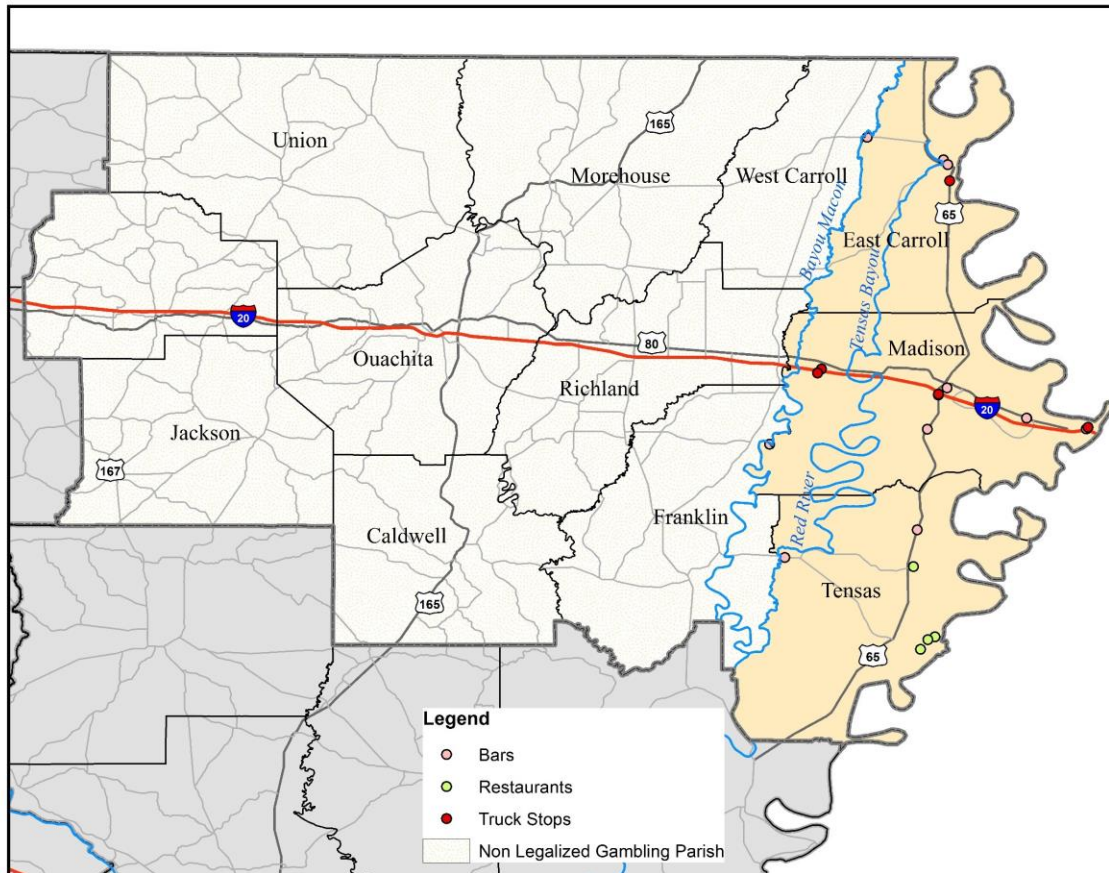 Union
165
Morehouse
West Carroll
65
East Carroll
Bayou Macon
Tensas Bayou
20
80
Madison
Ouachita
Richland
20
Jackson
167
Red River
Franklin
Caldwell
165
Tensas
65
Legend
Bars
Restaurants
Truck Stops
Non Legalized Gambling Parish